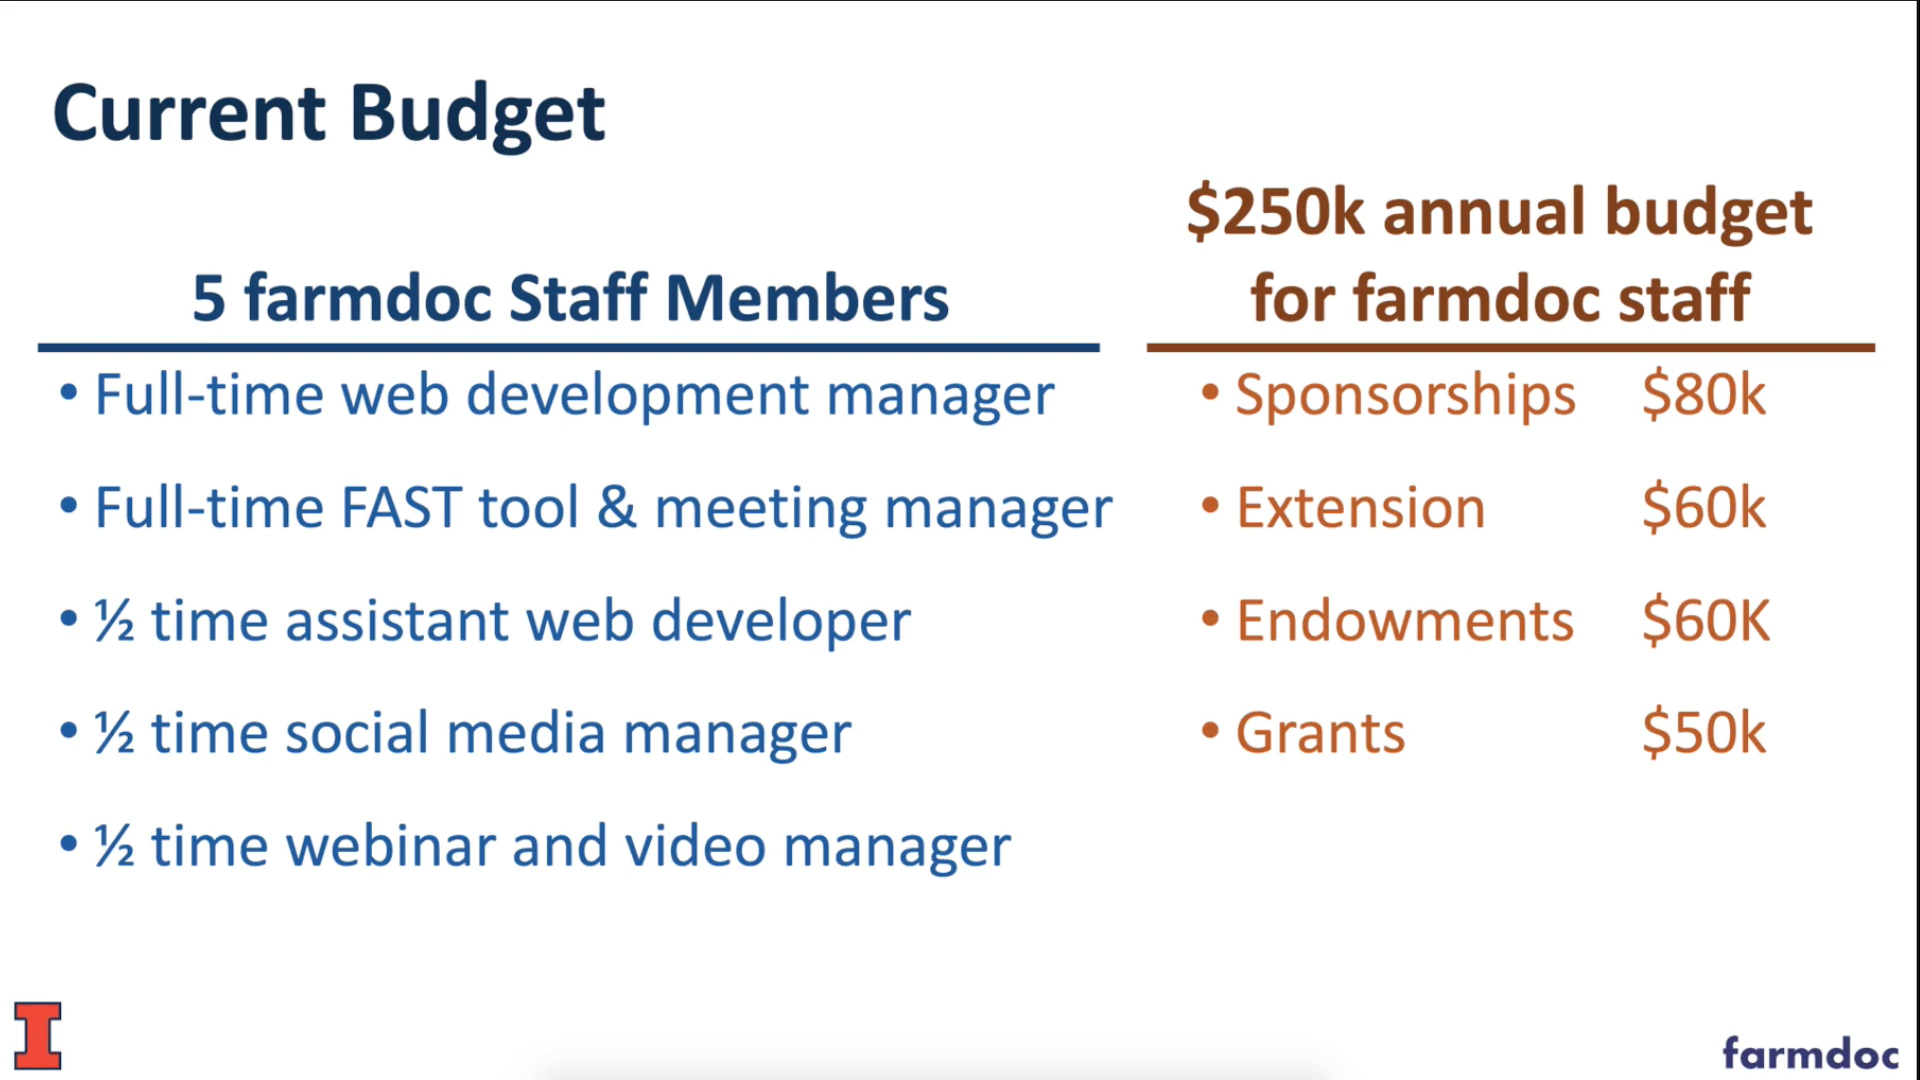 Current Budget
5 farmdoc Staff Members
• Full-time web development manager
• Full-time FAST tool & meeting manager
• ½ time assistant web developer
• ½ time social media manager
• ½ time webinar and video manager
$250k annual budget
for farmdoc staff
• Sponsorships $80k
• Extension $60k
• Endowments $60K
• Grants $50k
I
farmdoc